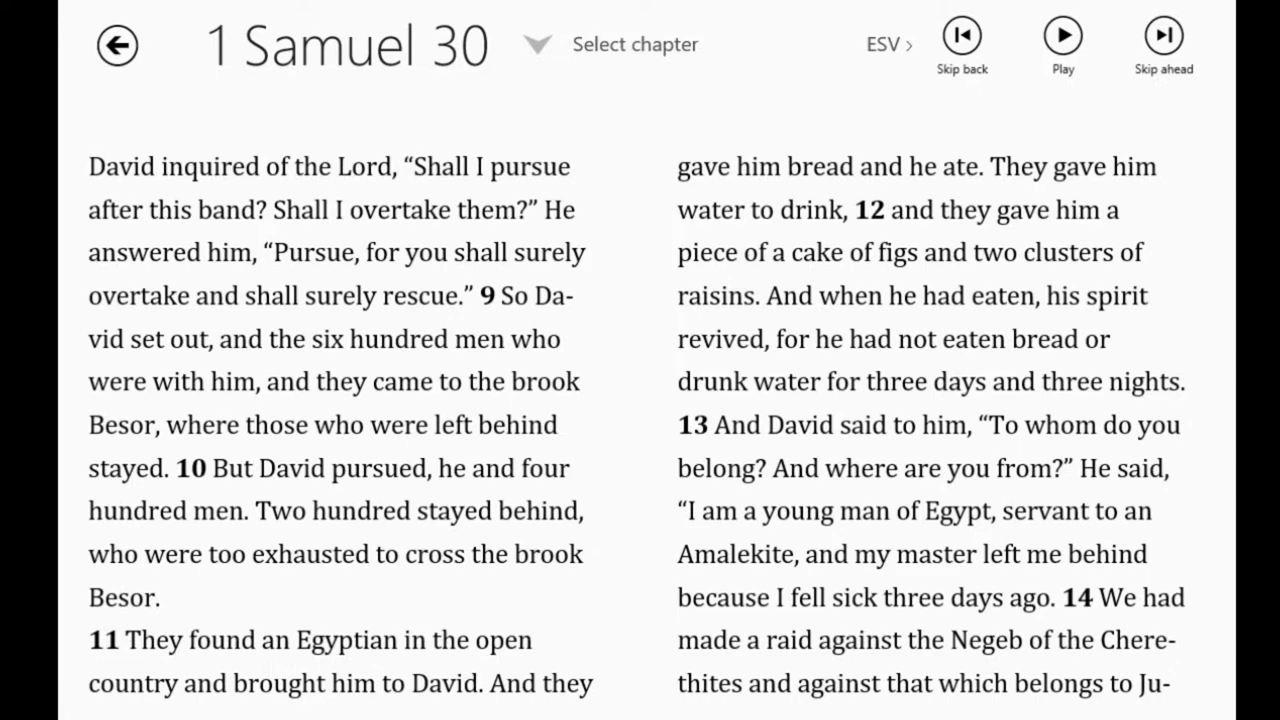 1 Samuel 30
Select chapter
ESV ›
Skip back
Play
Skip ahead
David inquired of the Lord, “Shall I pursue
after this band? Shall I overtake them?” He
answered him, “Pursue, for you shall surely
overtake and shall surely rescue.” 9 So Da-
vid set out, and the six hundred men who
were with him, and they came to the brook
Besor, where those who were left behind
stayed. 10 But David pursued, he and four
hundred men. Two hundred stayed behind,
who were too exhausted to cross the brook
Besor.
11 They found an Egyptian in the open
country and brought him to David. And they
gave him bread and he ate. They gave him
water to drink, 12 and they gave him a
piece of a cake of figs and two clusters of
raisins. And when he had eaten, his spirit
revived, for he had not eaten bread or
drunk water for three days and three nights.
13 And David said to him, “To whom do you
belong? And where are you from?” He said,
“I am a young man of Egypt, servant to an
Amalekite, and my master left me behind
because I fell sick three days ago. 14 We had
made a raid against the Negeb of the Chere-
thites and against that which belongs to Ju-